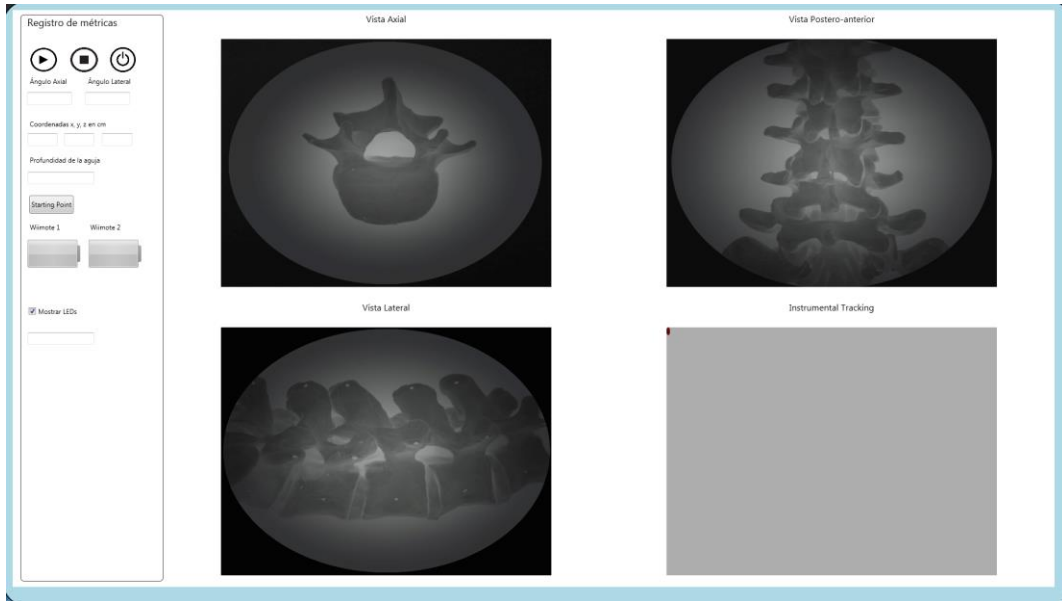 Registro de métricas
Ángulo Axial Ángulo Lateral
Coordenadas x, y, z en cm
Profundidad de la aguja
Starting Point
Wiimote 1 Wiimote 2
Mostrar LEDs
Vista Axial
Vista Postero-anterior
Vista Lateral
Instrumental Tracking